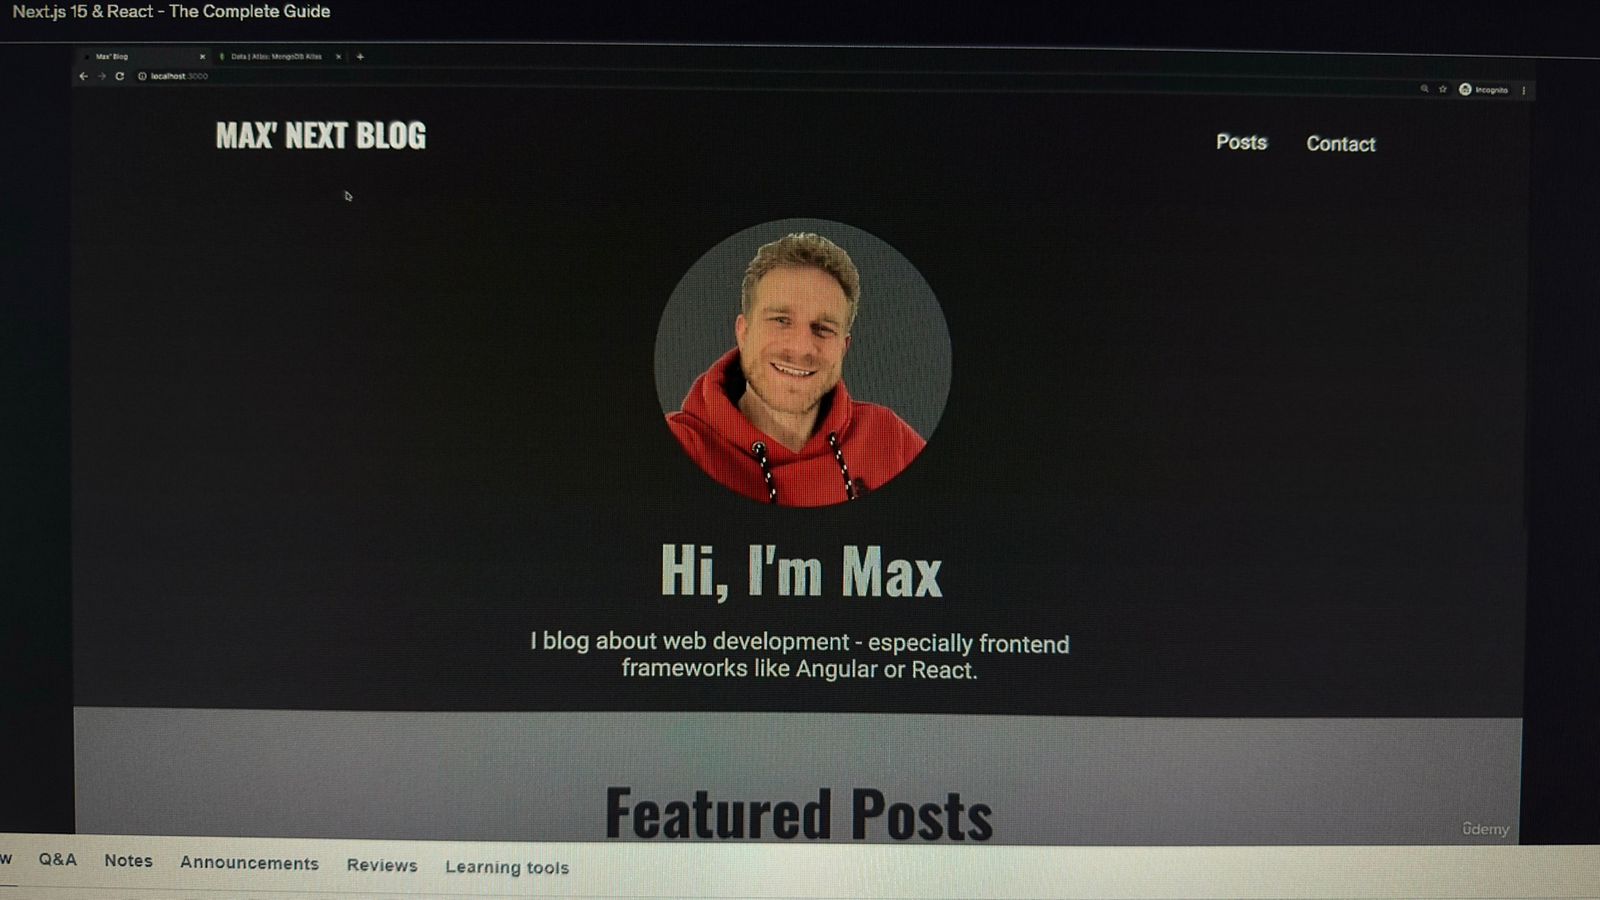 Next.js 15 & React - The Complete Guide
Max' Blog
Data | Atlas: MongoDB Atlas
localhost:3000
Incognito
MAX' NEXT BLOG
Posts
Contact
Hi, I'm Max
I blog about web development - especially frontend
frameworks like Angular or React.
Featured Posts
ûdemy
w
Q&A
Notes
Announcements
Reviews
Learning tools